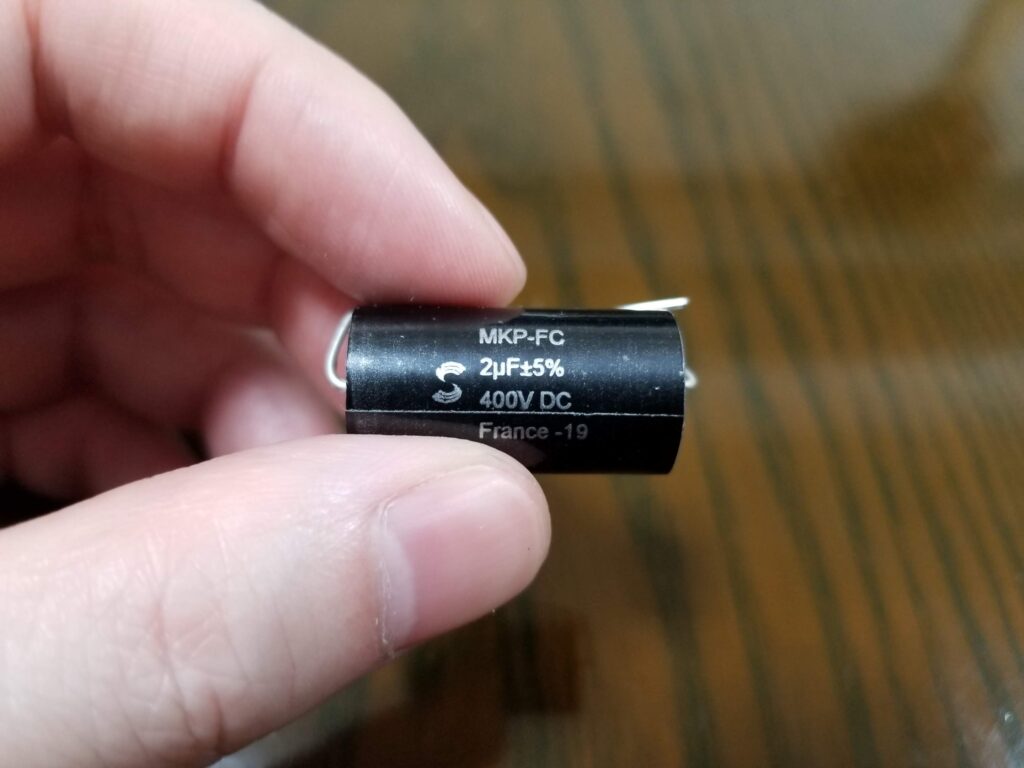 MKP-FC
2µF±5%
400V DC
France -19